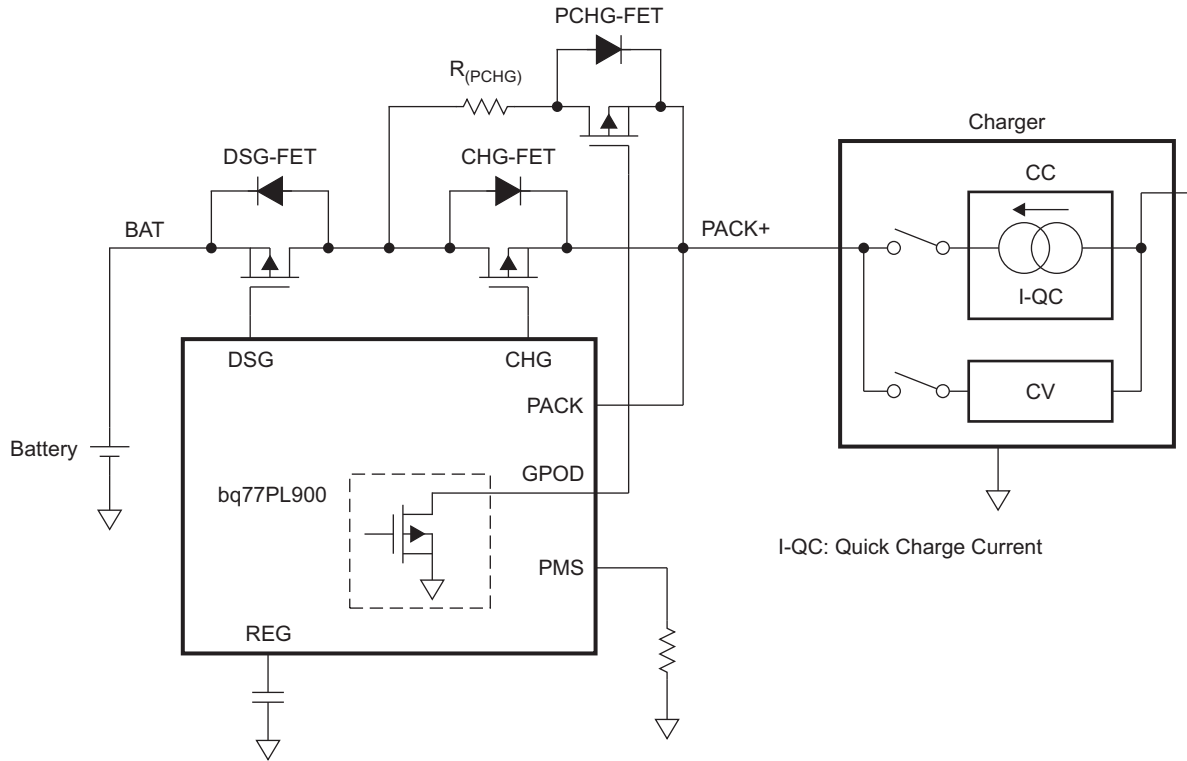 PCHG-FET
R(PCHG)
Charger
DSG-FET
CHG-FET
CC
BAT
PACK+
I-QC
DSG
CHG
CV
PACK
Battery
GPOD
bq77PL900
I-QC: Quick Charge Current
PMS
REG